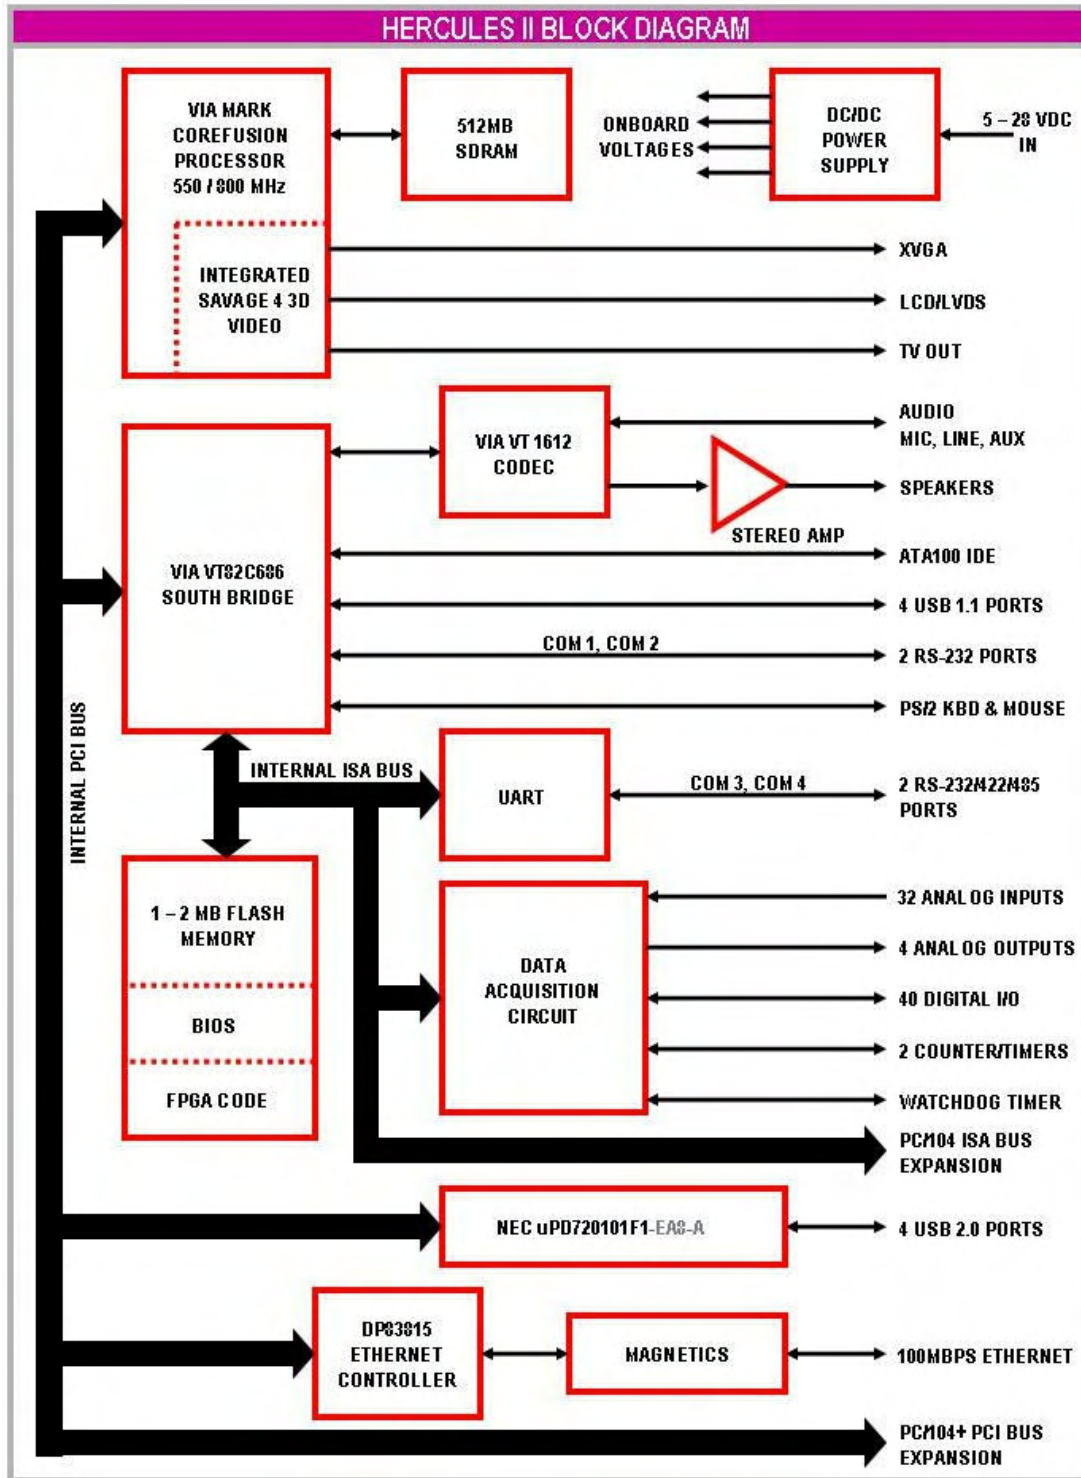 HERCULES II BLOCK DIAGRAM
VIA MARK
COREFUSION
PROCESSOR
550 / 800 MHz
512MB
SDRAM
ONBOARD
VOLTAGES
DC/DC
POWER
SUPPLY
5 – 28 VDC
IN
INTEGRATED
SAVAGE 4 3D
VIDEO
XVGA
LCD/LVDS
TV OUT
VIA VT 1612
CODEC
AUDIO
MIC, LINE, AUX
SPEAKERS
STEREO AMP
VIA VT82C686
SOUTH BRIDGE
ATA100 IDE
4 USB 1.1 PORTS
COM 1, COM 2
2 RS-232 PORTS
PS/2 KBD & MOUSE
INTERNAL PCI BUS
INTERNAL ISA BUS
UART
COM 3, COM 4
2 RS-232/422/485
PORTS
1 – 2 MB FLASH
MEMORY
BIOS
FPGA CODE
DATA
ACQUISITION
CIRCUIT
32 ANALOG INPUTS
4 ANALOG OUTPUTS
40 DIGITAL I/O
2 COUNTER/TIMERS
WATCHDOG TIMER
PC/104 ISA BUS
EXPANSION
NEC uPD720101F1-EA8-A
4 USB 2.0 PORTS
DP83815
ETHERNET
CONTROLLER
MAGNETICS
100MBPS ETHERNET
PC/104+ PCI BUS
EXPANSION